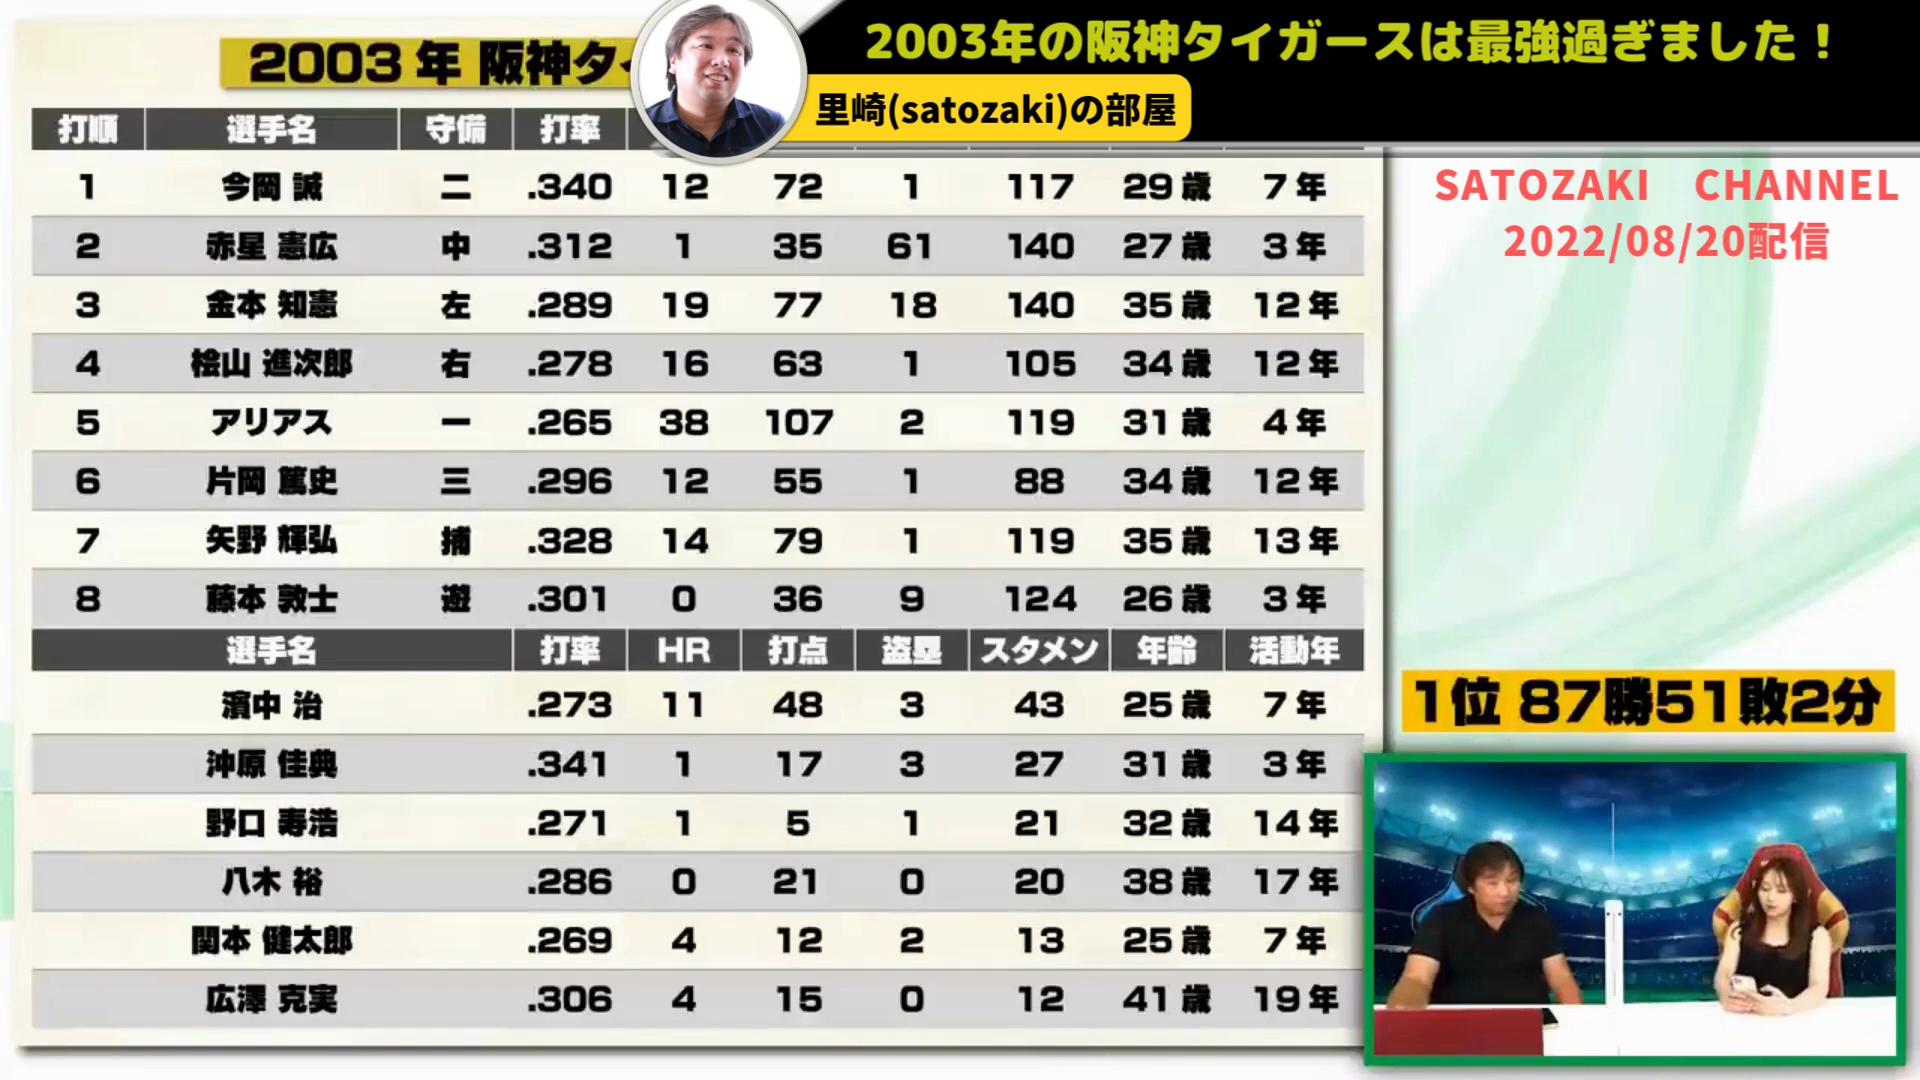 2003年の阪神タイガースは最強過ぎました！
里崎(satozaki)の部屋
SATOZAKI CHANNEL
2022/08/20配信
2003年 阪神タ
打順 選手名 守備 打率
1 今岡 誠 二 .340 12 72 1 117 29歳 7年
2 赤星 憲広 中 .312 1 35 61 140 27歳 3年
3 金本 知憲 左 .289 19 77 18 140 35歳 12年
4 桧山 進次郎 右 .278 16 63 1 105 34歳 12年
5 アリアス 一 .265 38 107 2 119 31歳 4年
6 片岡 篤史 三 .296 12 55 1 88 34歳 12年
7 矢野 輝弘 捕 .328 14 79 1 119 35歳 13年
8 藤本 敦士 遊 .301 0 36 9 124 26歳 3年
選手名 打率 HR 打点 盗塁 スタメン 年齢 活動年
濱中 治 .273 11 48 3 43 25歳 7年
沖原 佳典 .341 1 17 3 27 31歳 3年
野口 寿浩 .271 1 5 1 21 32歳 14年
八木 裕 .286 0 21 0 20 38歳 17年
関本 健太郎 .269 4 12 2 13 25歳 7年
広澤 克実 .306 4 15 0 12 41歳 19年
1位 87勝51敗2分